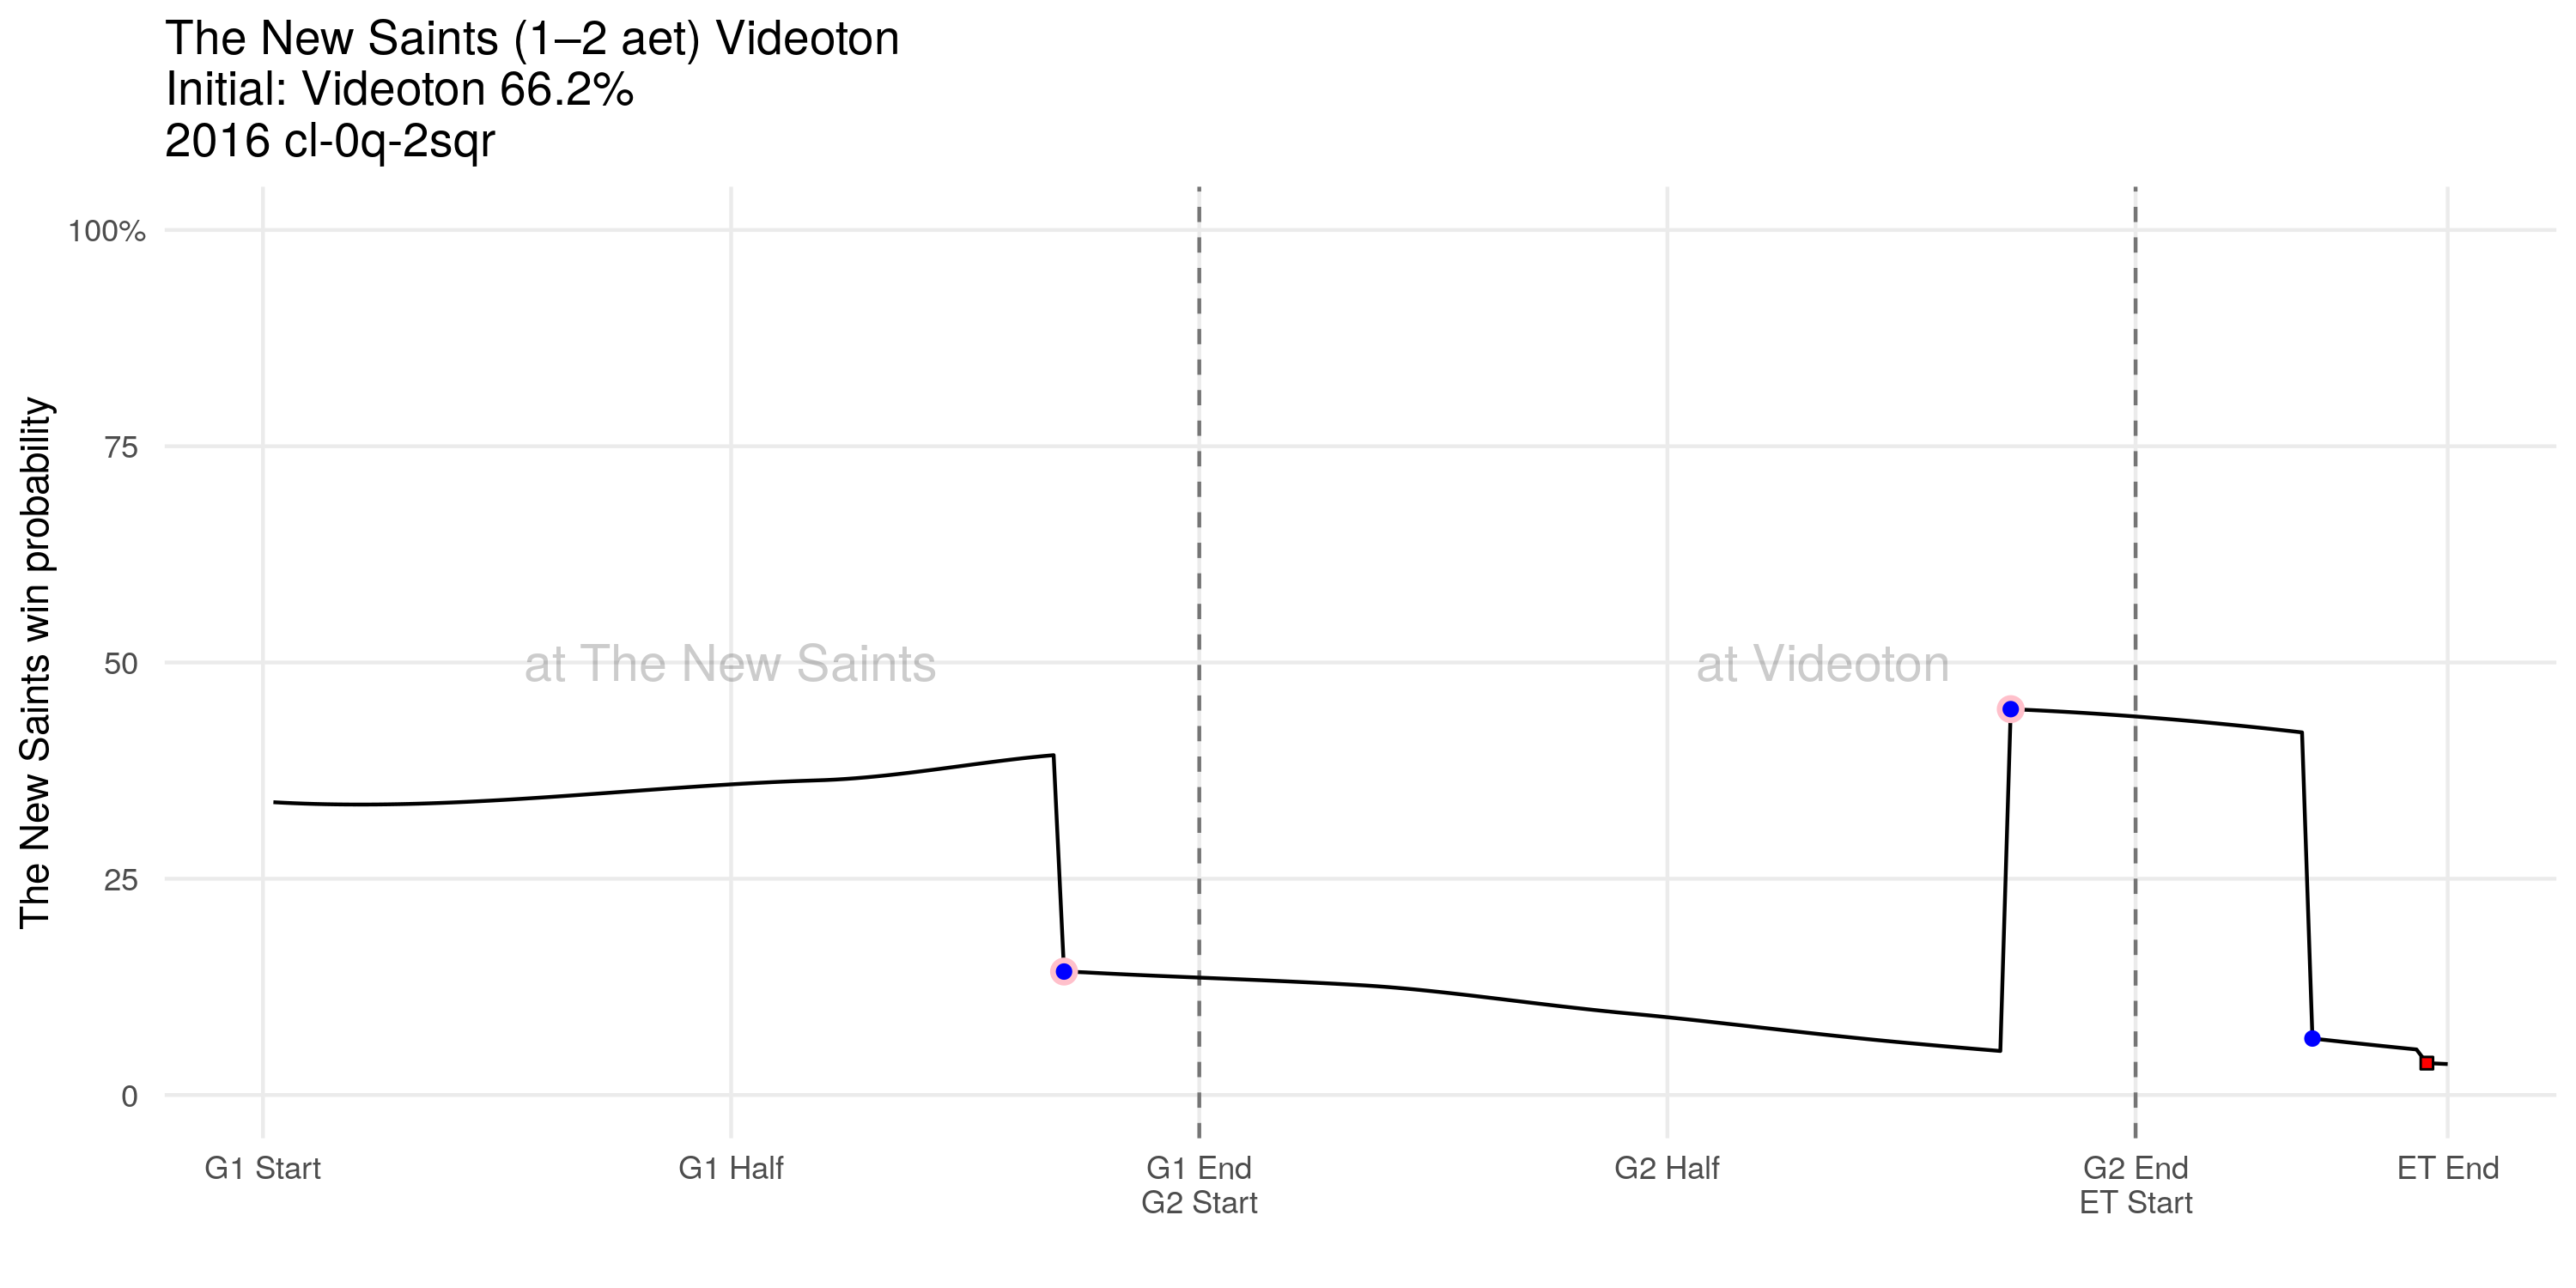 The New Saints (1–2 aet) Videoton
Initial: Videoton 66.2%
2016 cl-0q-2sqr
The New Saints win probability
100%
75
50
25
0
at The New Saints
at Videoton
G1 Start
G1 Half
G1 End
G2 Start
G2 Half
G2 End
ET Start
ET End